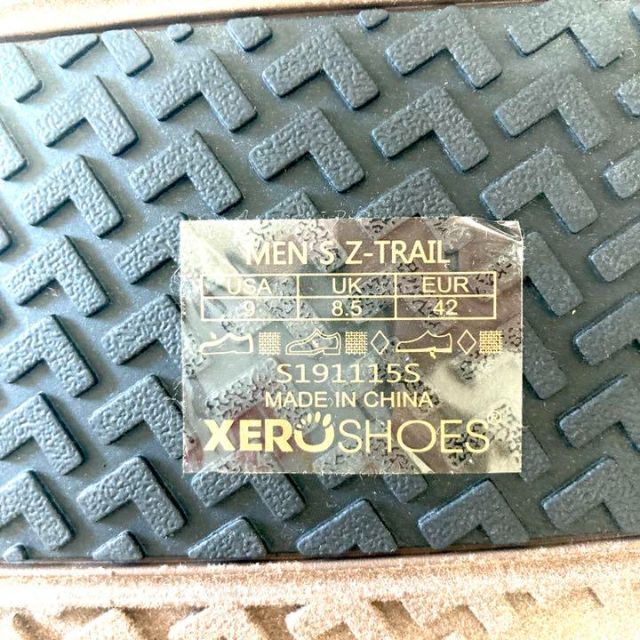 MEN S Z-TRAIL
USA UK EUR
9 8.5 42
S191115S
MADE IN CHINA
XEROSHOES